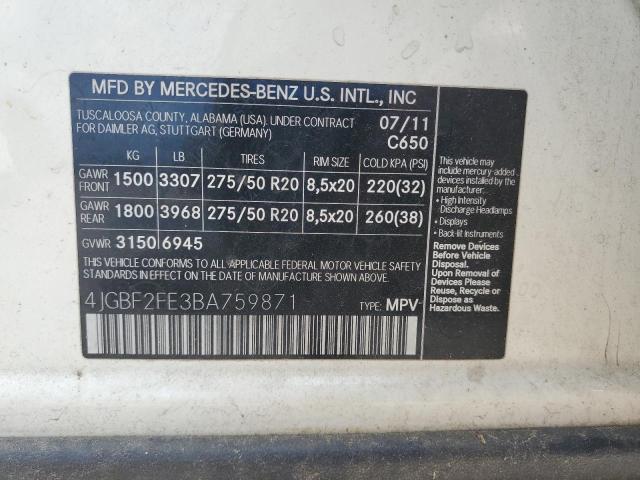 MFD BY MERCEDES-BENZ U.S. INTL., INC
TUSCALOOSA COUNTY, ALABAMA (USA). UNDER CONTRACT
FOR DAIMLER AG, STUTTGART (GERMANY)
07/11
C650
KG LB TIRES RIM SIZE COLD KPA (PSI)
GAWR FRONT 1500 3307 275/50 R20 8,5x20 220(32)
GAWR REAR 1800 3968 275/50 R20 8,5x20 260(38)
GVWR 3150 6945
THIS VEHICLE CONFORMS TO ALL APPLICABLE FEDERAL MOTOR VEHICLE SAFETY
STANDARDS IN EFFECT ON THE DATE OF MANUFACTURE SHOWN ABOVE.
4JGBF2FE3BA759871 TYPE: MPV
This vehicle may
include mercury-added
devices installed by the
manufacturer:
• High Intensity
Discharge Headlamps
• Displays
• Back-lit Instruments
Remove Devices
Before Vehicle
Disposal.
Upon Removal of
Devices Please
Reuse, Recycle or
Dispose as
Hazardous Waste.